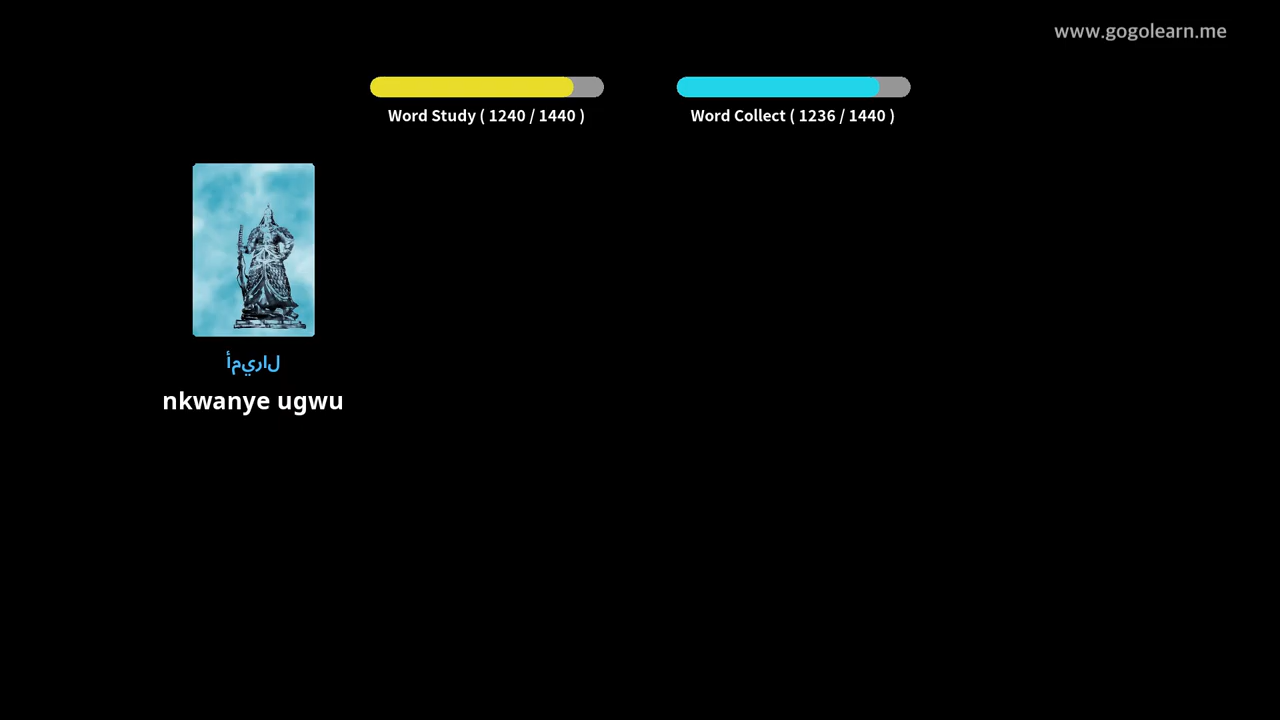 www.gogolearn.me
Word Study ( 1240 / 1440 )
Word Collect ( 1236 / 1440 )
أميرال
nkwanye ugwu